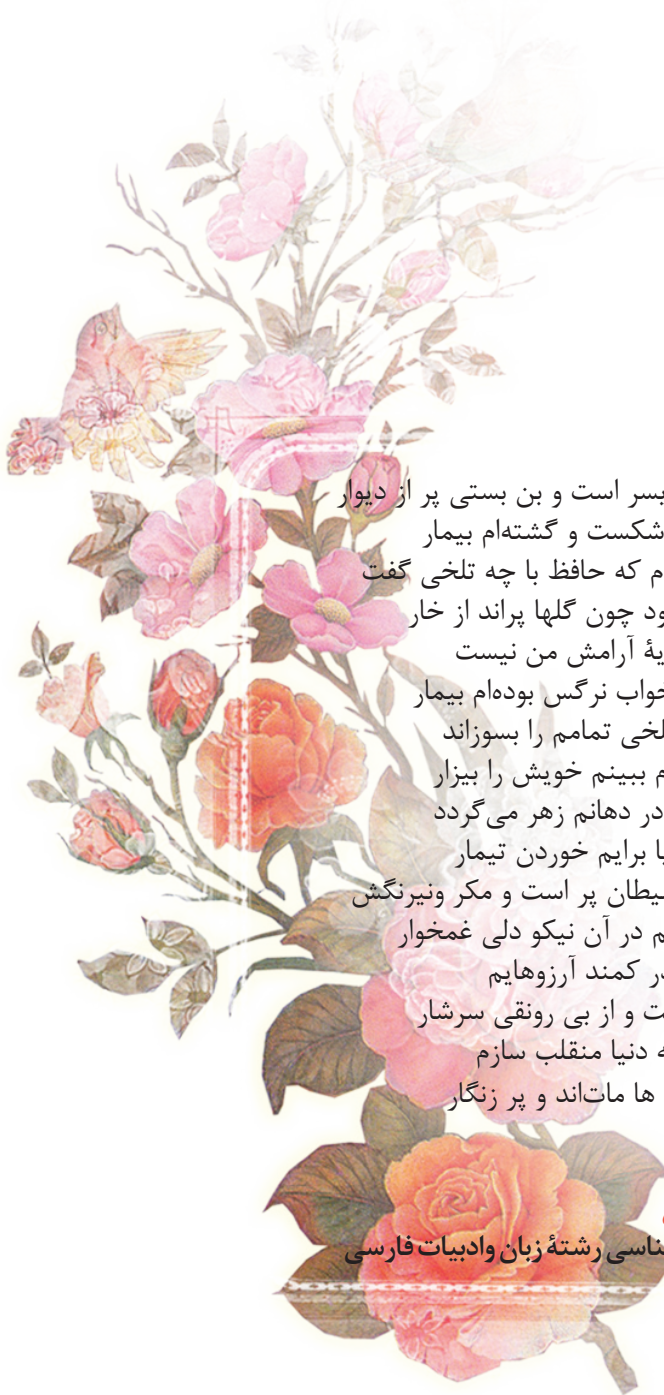 بسر است و بن بستی پر از دیوار
شکست و گشته‌ام بیمار
م که حافظ با چه تلخی گفت
ود چون گلها پراند از خار
یهٔ آرامش من نیست
خواب نرگس بوده‌ام بیمار
لخی تمامم را بسوزاند
م ببینم خویش را بیزار
در دهانم زهر می‌گردد
یا برایم خوردن تیمار
یطان پر است و مکر ونیرنگش
م در آن نیکو دلی غمخوار
ر کمند آرزوهایم
ت و از بی رونقی سرشار
ه دنیا منقلب سازم
ها مات‌اند و پر زنگار
ناسی رشتهٔ زبان وادبیات فارسی